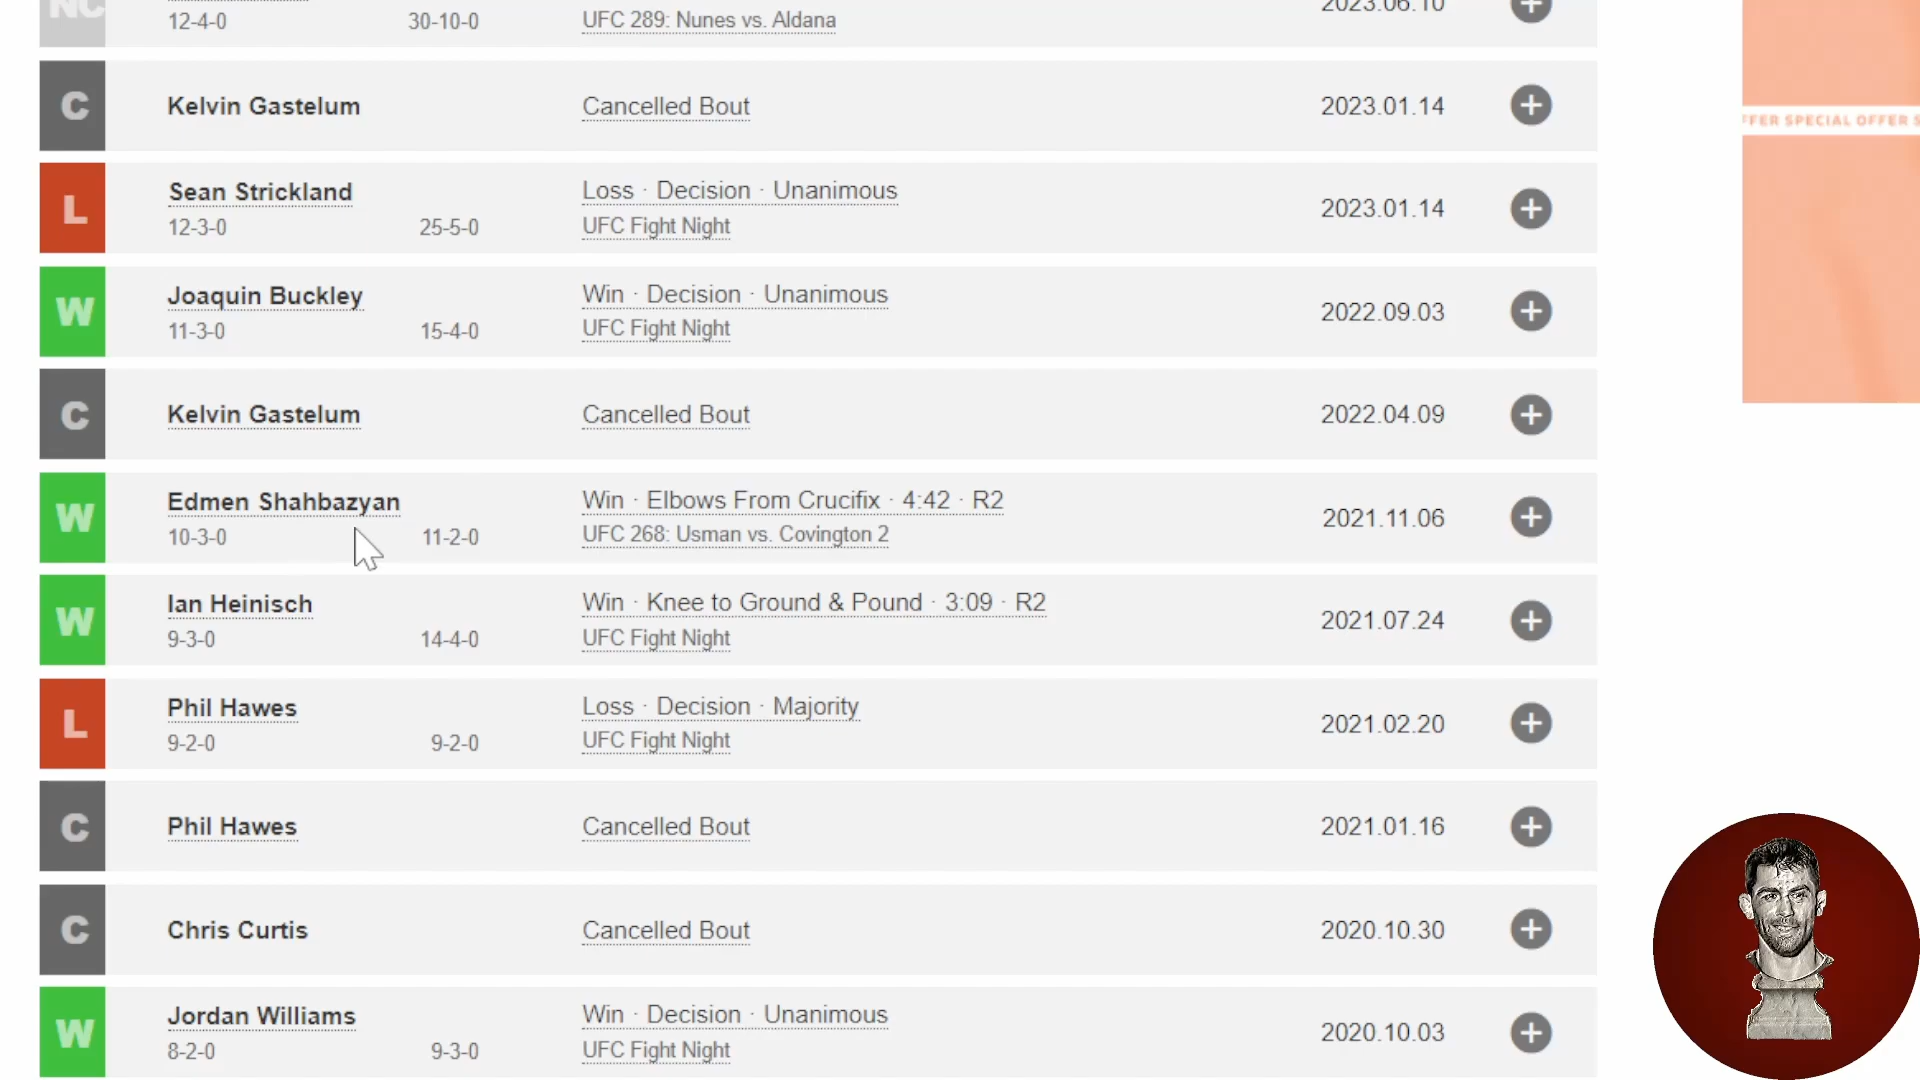 NC
12-4-0 30-10-0 UFC 289: Nunes vs. Aldana 2023.06.10
C Kelvin Gastelum Cancelled Bout 2023.01.14
FFER SPECIAL OFFER S
L Sean Strickland Loss · Decision · Unanimous 2023.01.14
12-3-0 25-5-0 UFC Fight Night
W Joaquin Buckley Win · Decision · Unanimous 2022.09.03
11-3-0 15-4-0 UFC Fight Night
C Kelvin Gastelum Cancelled Bout 2022.04.09
W Edmen Shahbazyan Win · Elbows From Crucifix · 4:42 · R2 2021.11.06
10-3-0 11-2-0 UFC 268: Usman vs. Covington 2
W Ian Heinisch Win · Knee to Ground & Pound · 3:09 · R2 2021.07.24
9-3-0 14-4-0 UFC Fight Night
L Phil Hawes Loss · Decision · Majority 2021.02.20
9-2-0 9-2-0 UFC Fight Night
C Phil Hawes Cancelled Bout 2021.01.16
C Chris Curtis Cancelled Bout 2020.10.30
W Jordan Williams Win · Decision · Unanimous 2020.10.03
8-2-0 9-3-0 UFC Fight Night